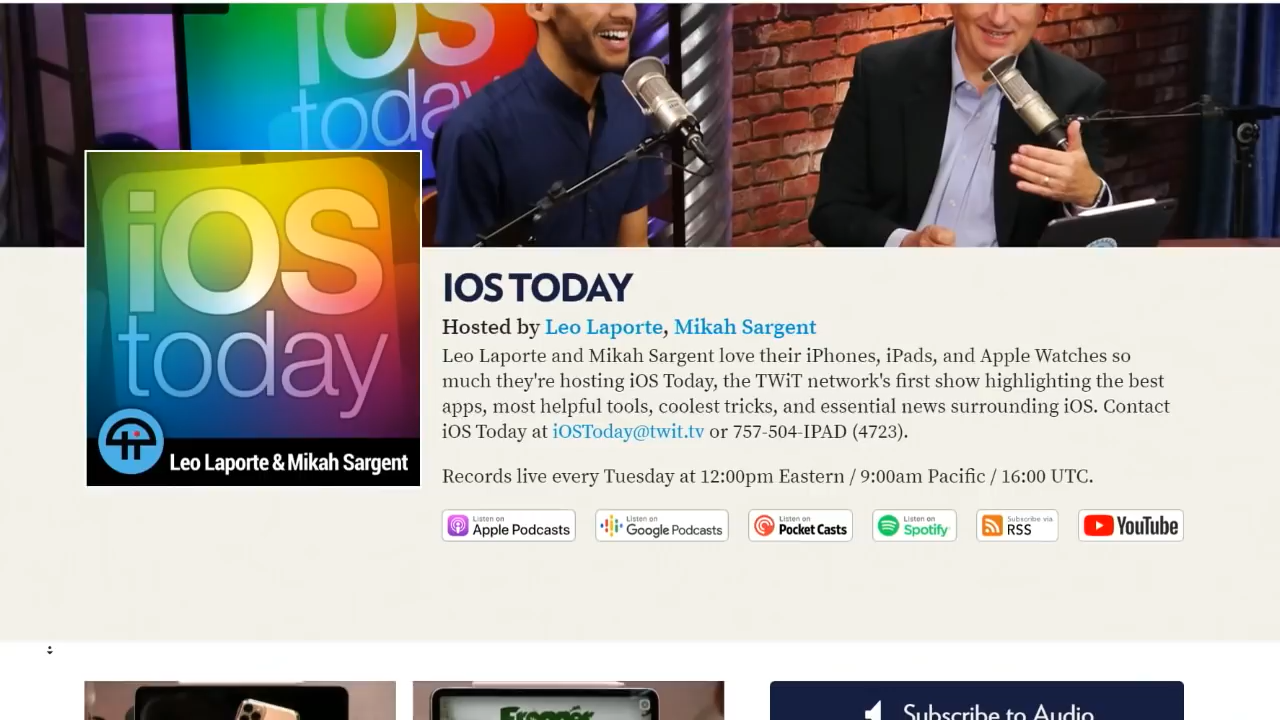 iOS
today
iOS
today
Leo Laporte & Mikah Sargent
IOS TODAY
Hosted by Leo Laporte, Mikah Sargent
Leo Laporte and Mikah Sargent love their iPhones, iPads, and Apple Watches so
much they're hosting iOS Today, the TWiT network's first show highlighting the best
apps, most helpful tools, coolest tricks, and essential news surrounding iOS. Contact
iOS Today at iOSToday@twit.tv or 757-504-IPAD (4723).
Records live every Tuesday at 12:00pm Eastern / 9:00am Pacific / 16:00 UTC.
Listen on
Apple Podcasts
Listen on
Google Podcasts
Listen on
Pocket Casts
Listen on
Spotify
Subscribe via
RSS
YouTube
Frogger
Subscribe to Audio